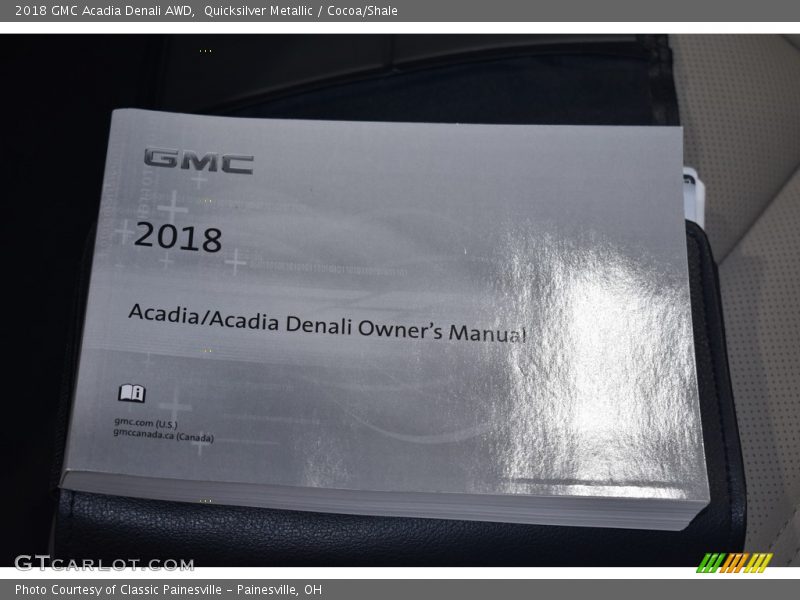 2018 GMC Acadia Denali AWD,  Quicksilver Metallic / Cocoa/Shale
GMC
2018
Acadia/Acadia Denali Owner's Manual
gmc.com (U.S.)
gmccanada.ca (Canada)
GTCARLOT.COM
Photo Courtesy of Classic Painesville - Painesville, OH